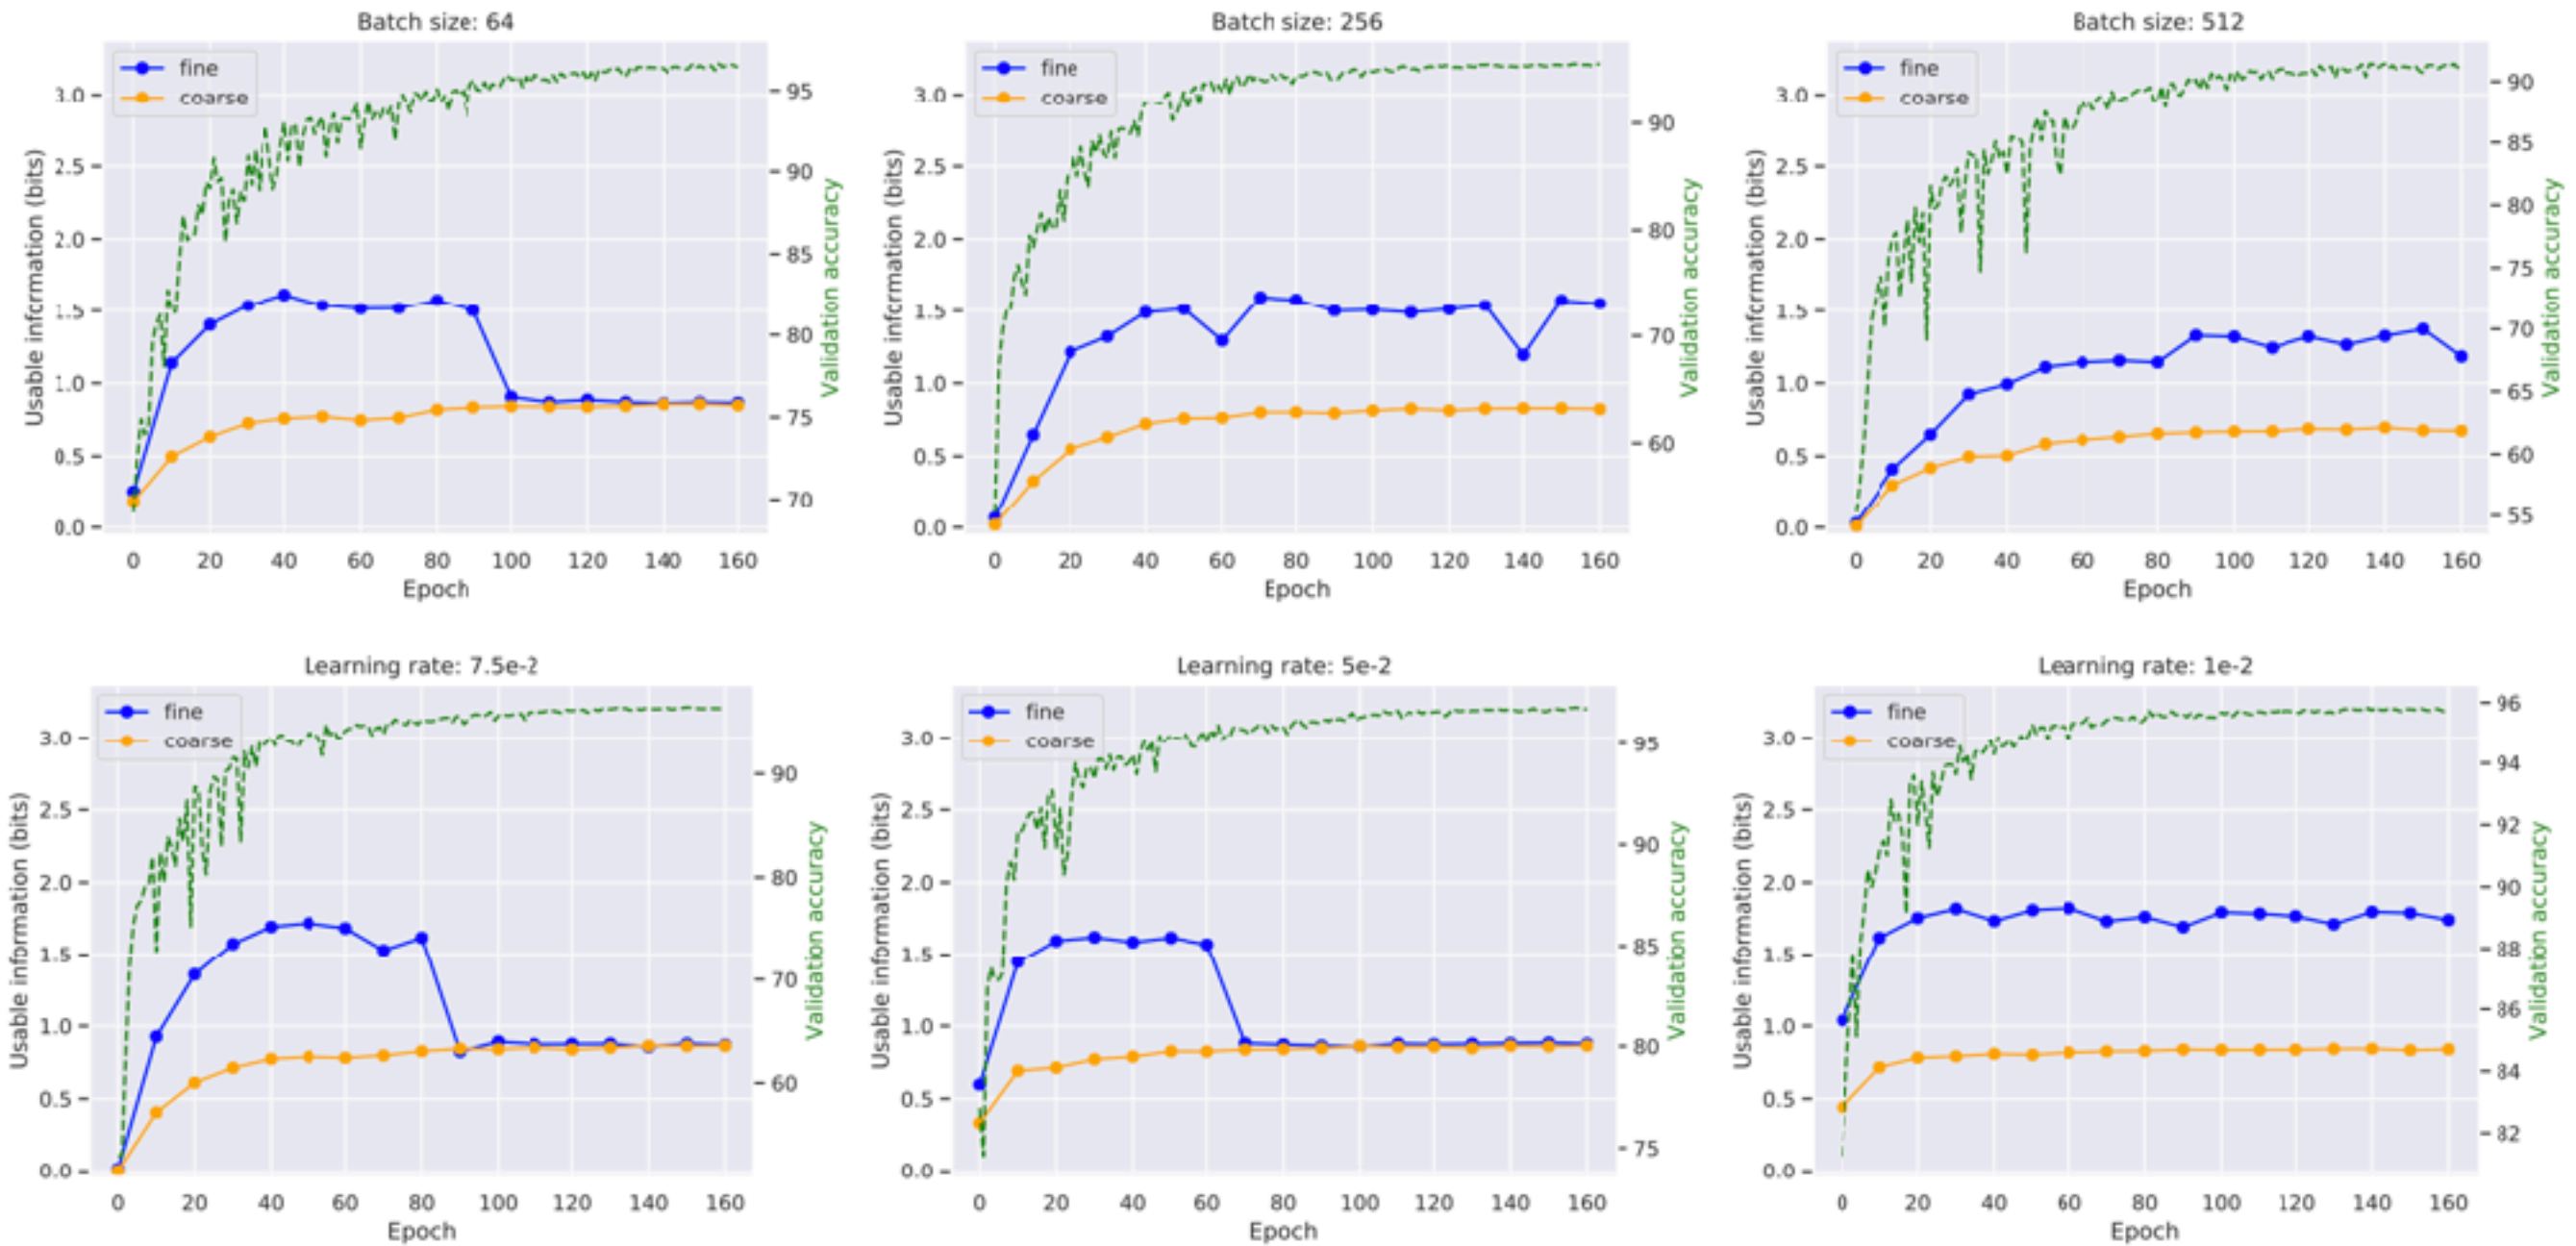 Batch size: 64
fine
coarse
3.0
2.5
2.0
1.5
1.0
0.5
0.0
Usable information (bits)
95
90
85
80
75
70
Validation accuracy
0 20 40 60 80 100 120 140 160
Epoch
Batch size: 256
fine
coarse
3.0
2.5
2.0
1.5
1.0
0.5
0.0
Usable information (bits)
90
80
70
60
Validation accuracy
0 20 40 60 80 100 120 140 160
Epoch
Batch size: 512
fine
coarse
3.0
2.5
2.0
1.5
1.0
0.5
0.0
Usable information (bits)
90
85
80
75
70
65
60
55
Validation accuracy
0 20 40 60 80 100 120 140 160
Epoch
Learning rate: 7.5e-2
fine
coarse
3.0
2.5
2.0
1.5
1.0
0.5
0.0
Usable information (bits)
90
80
70
60
Validation accuracy
0 20 40 60 80 100 120 140 160
Epoch
Learning rate: 5e-2
fine
coarse
3.0
2.5
2.0
1.5
1.0
0.5
0.0
Usable information (bits)
95
90
85
80
75
Validation accuracy
0 20 40 60 80 100 120 140 160
Epoch
Learning rate: 1e-2
fine
coarse
3.0
2.5
2.0
1.5
1.0
0.5
0.0
Usable information (bits)
96
94
92
90
88
86
84
82
Validation accuracy
0 20 40 60 80 100 120 140 160
Epoch